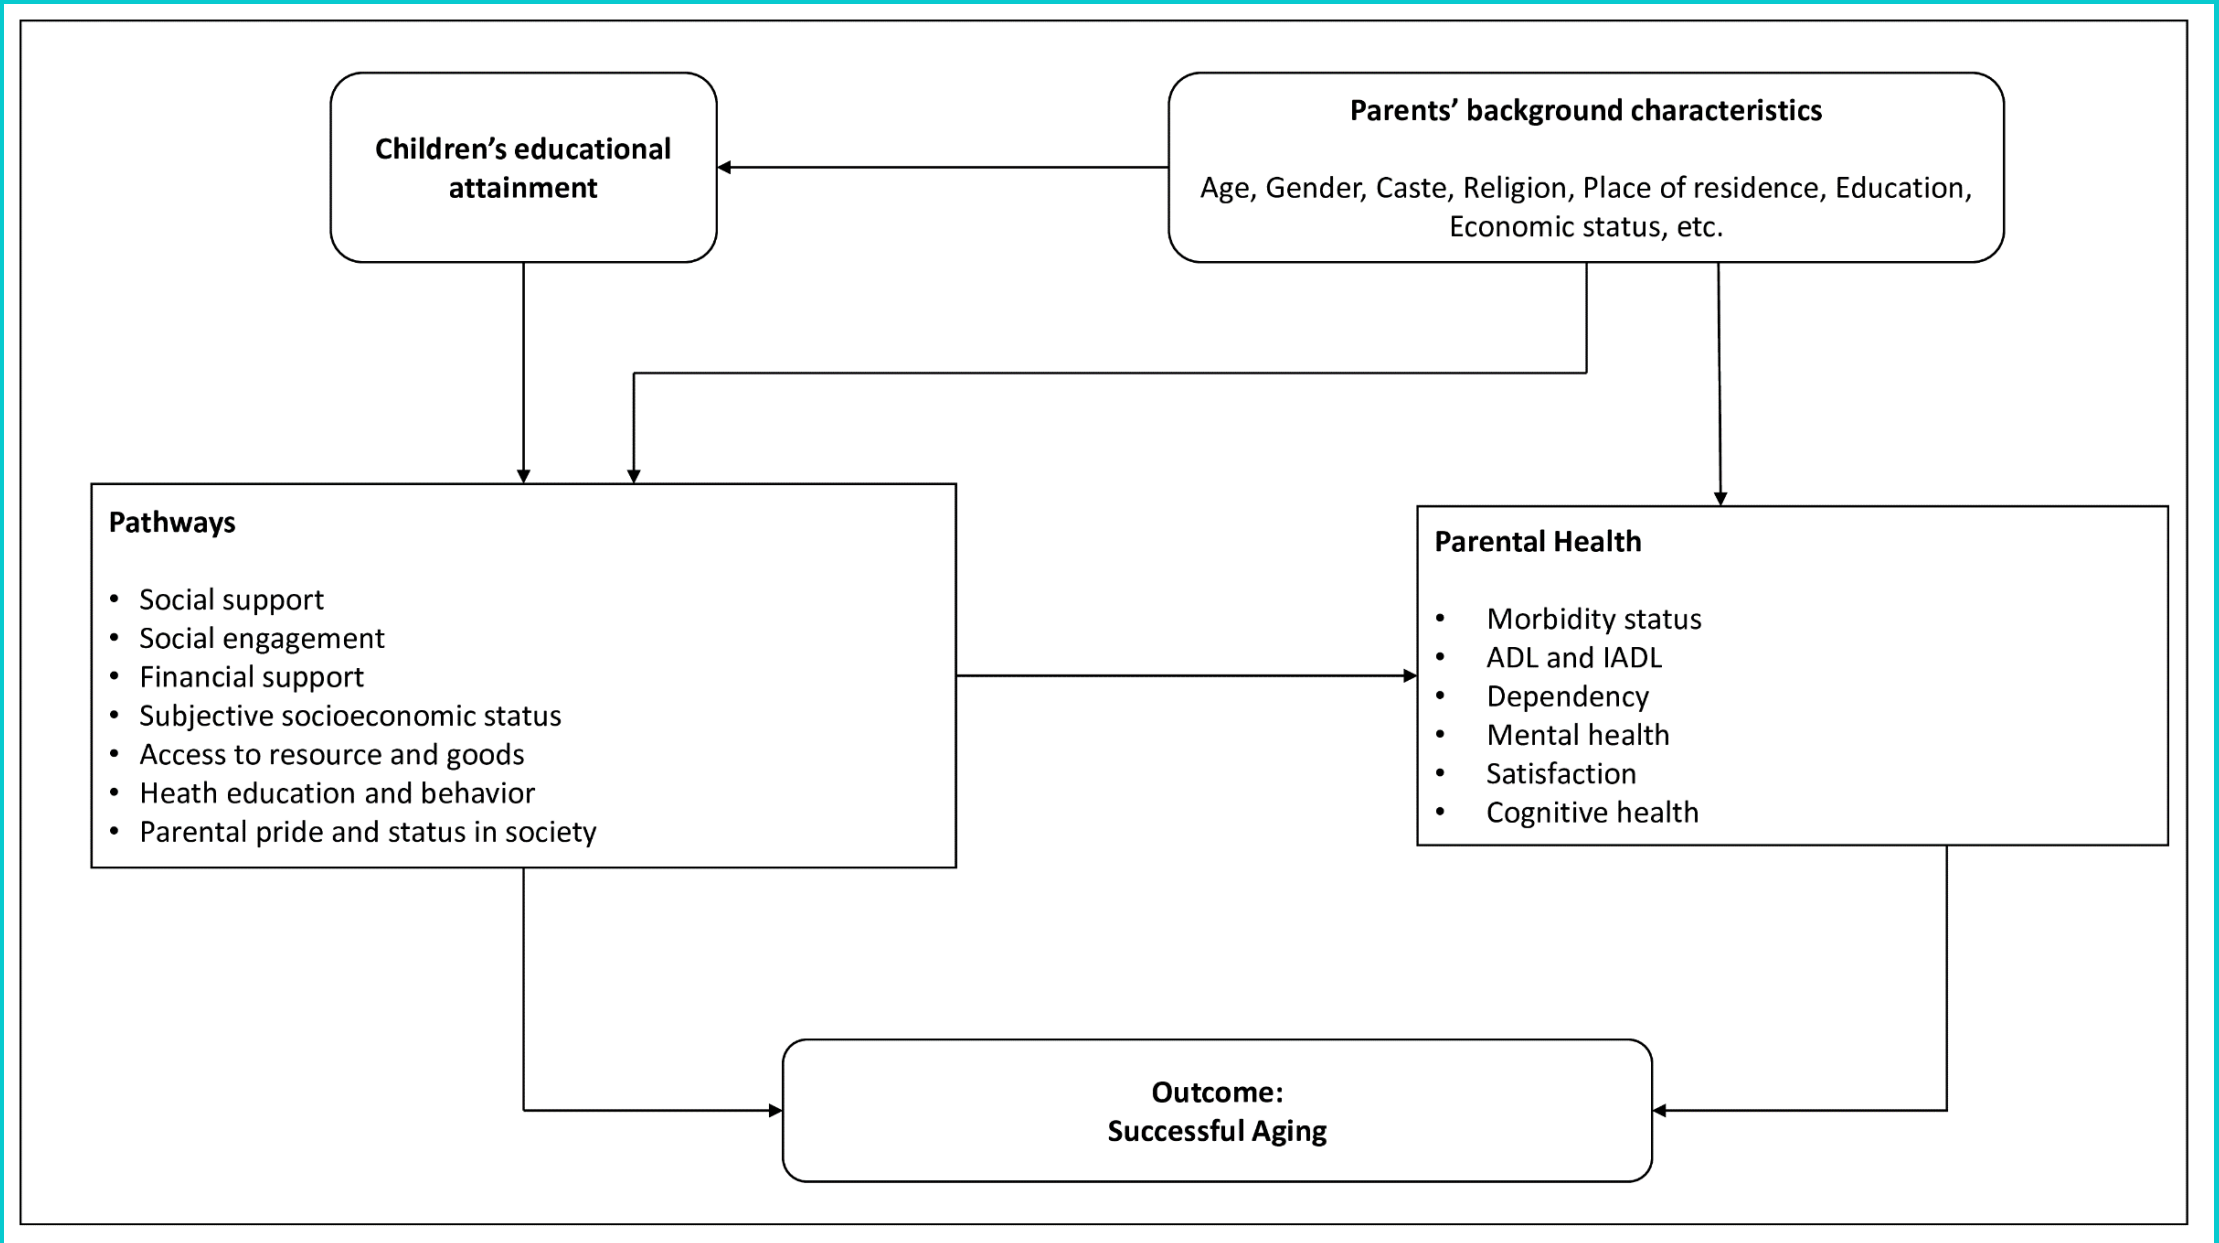 Children’s educational
attainment
Parents’ background characteristics
Age, Gender, Caste, Religion, Place of residence, Education,
Economic status, etc.
Pathways
• Social support
• Social engagement
• Financial support
• Subjective socioeconomic status
• Access to resource and goods
• Heath education and behavior
• Parental pride and status in society
Parental Health
• Morbidity status
• ADL and IADL
• Dependency
• Mental health
• Satisfaction
• Cognitive health
Outcome:
Successful Aging